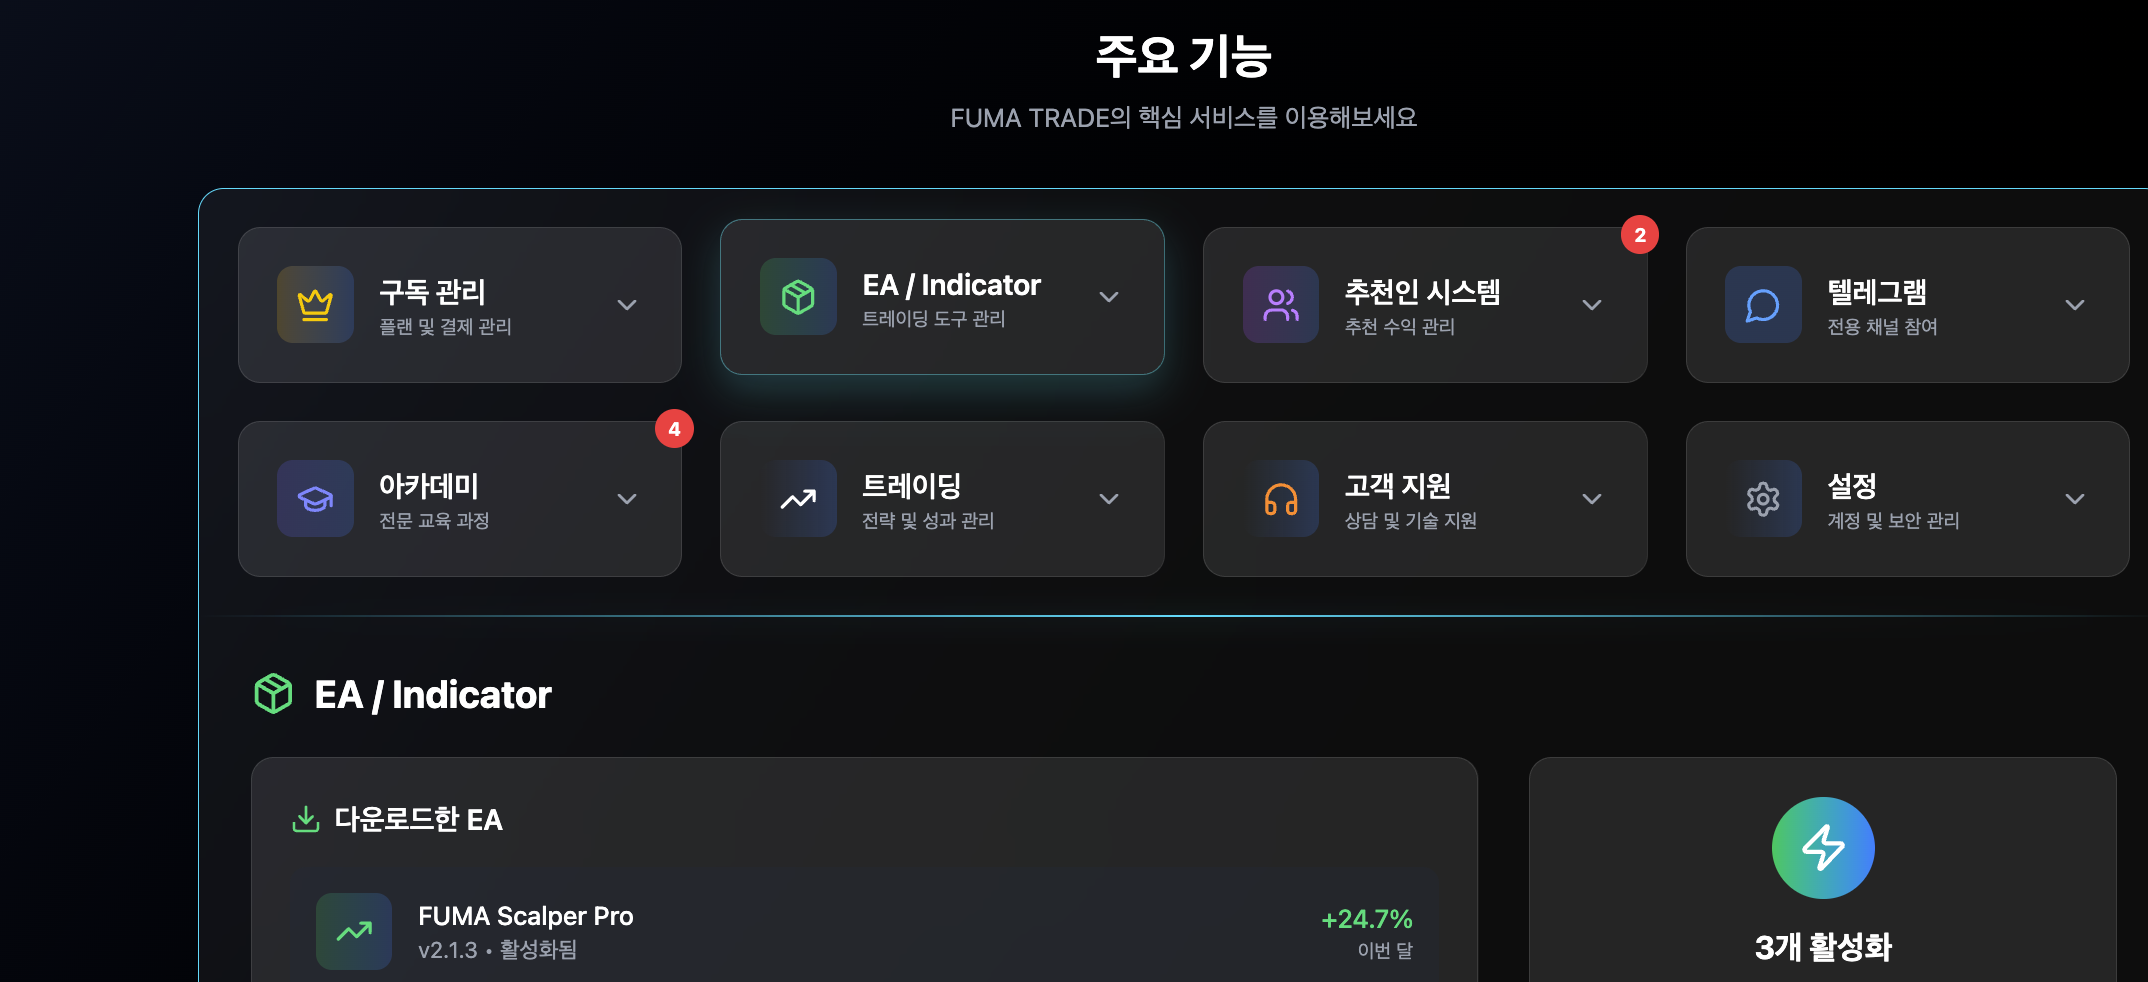 주요 기능
FUMA TRADE의 핵심 서비스를 이용해보세요
구독 관리
플랜 및 결제 관리
EA / Indicator
트레이딩 도구 관리
2
추천인 시스템
추천 수익 관리
텔레그램
전용 채널 참여
4
아카데미
전문 교육 과정
트레이딩
전략 및 성과 관리
고객 지원
상담 및 기술 지원
설정
계정 및 보안 관리
EA / Indicator
다운로드한 EA
FUMA Scalper Pro
v2.1.3 • 활성화됨
+24.7%
이번 달
3개 활성화